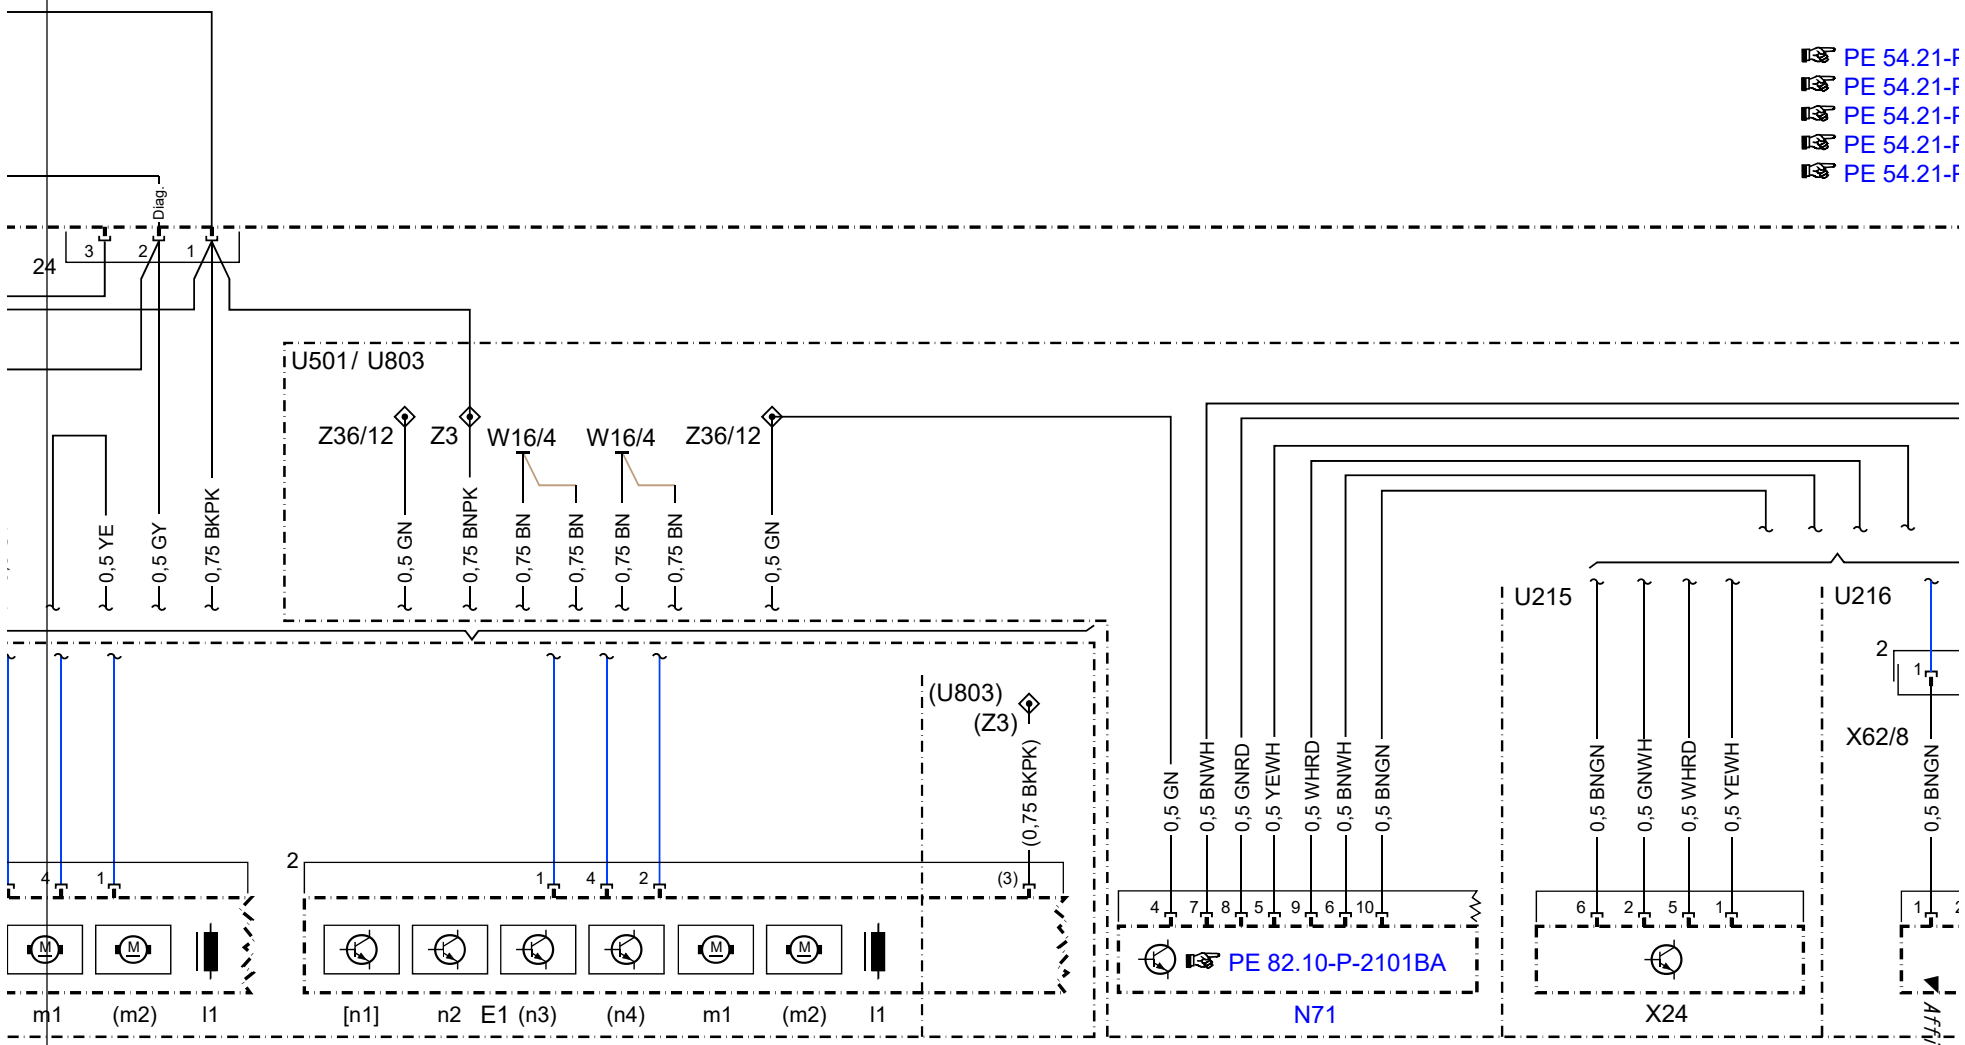 PE 54.21-P
PE 54.21-P
PE 54.21-P
PE 54.21-P
PE 54.21-P
Diag.
3 2 1
24
U501/ U803
Z36/12 Z3 W16/4 W16/4 Z36/12
0,5 YE
0,5 GY
0,75 BKPK
0,5 GN
0,75 BNPK
0,75 BN
0,75 BN
0,75 BN
0,75 BN
0,5 GN
U215 U216
2
1
(U803)
(Z3)
X62/8
(0,75 BKPK)
0,5 GN
0,5 BNWH
0,5 GNRD
0,5 YEWH
0,5 WHRD
0,5 BNWH
0,5 BNGN
0,5 BNGN
0,5 GNWH
0,5 WHRD
0,5 YEWH
0,5 BNGN
2
4 1 1 4 2 (3)
4 7 8 5 9 6 10 6 2 5 1 1 2
M M M M
PE 82.10-P-2101BA
m1 (m2) l1 [n1] n2 E1 (n3) (n4) m1 (m2) l1 N71 X24